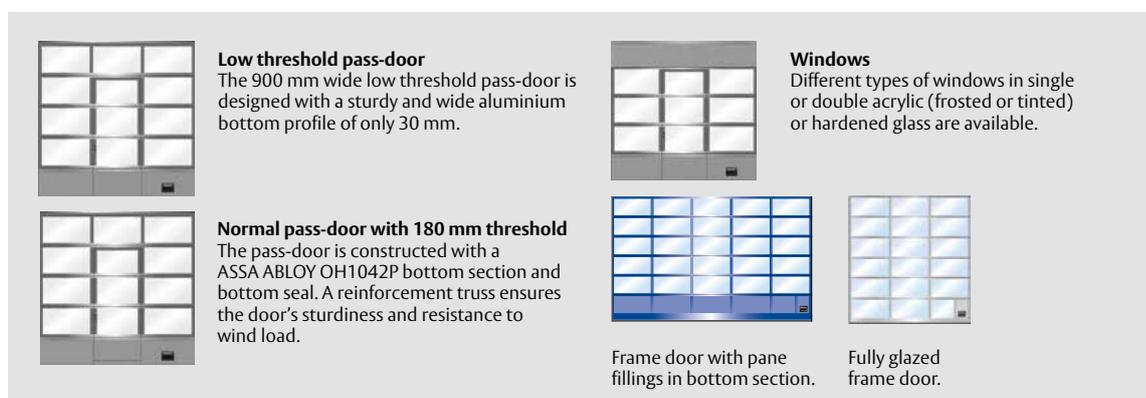 Low threshold pass-door
The 900 mm wide low threshold pass-door is
designed with a sturdy and wide aluminium
bottom profile of only 30 mm.
Normal pass-door with 180 mm threshold
The pass-door is constructed with a
ASSA ABLOY OH1042P bottom section and
bottom seal. A reinforcement truss ensures
the door's sturdiness and resistance to
wind load.
Windows
Different types of windows in single
or double acrylic (frosted or tinted)
or hardened glass are available.
Frame door with pane
fillings in bottom section.
Fully glazed
frame door.